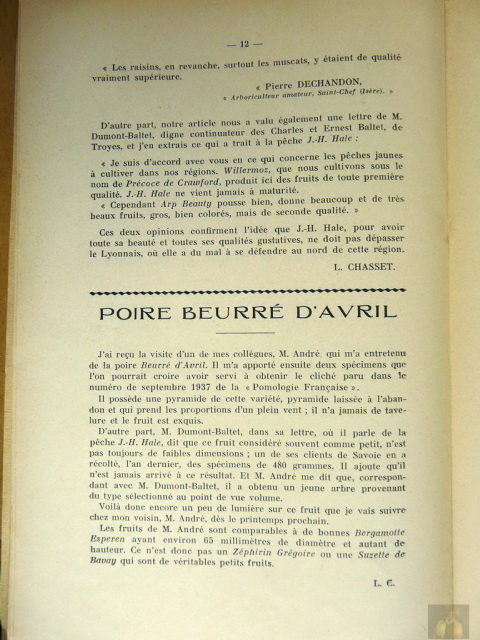 — 12 —
« Les raisins, en revanche, surtout les muscats, y étaient de qualité
vraiment supérieure.
« Pierre DECHANDON,
« Arboriculteur amateur, Saint-Chef (Isère). »
D'autre part, notre article nous a valu également une lettre de M.
Dumont-Baltet, digne continuateur des Charles et Ernest Baltet, de
Troyes, et j'en extrais ce qui a trait à la pêche J.-H. Hale :
« Je suis d'accord avec vous en ce qui concerne les pêches jaunes
à cultiver dans nos régions. Willermoz, que nous cultivons sous le
nom de Précoce de Crawford, produit ici des fruits de toute première
qualité. J.-H. Hale ne vient jamais à maturité.
« Cependant Arp Beauty pousse bien, donne beaucoup et de très
beaux fruits, gros, bien colorés, mais de seconde qualité. »
Ces deux opinions confirment l'idée que J.-H. Hale, pour avoir
toute sa beauté et toutes ses qualités gustatives, ne doit pas dépasser
le Lyonnais, où elle a du mal à se défendre au nord de cette région.
L. CHASSET.
POIRE BEURRÉ D'AVRIL
J'ai reçu la visite d'un de mes collègues, M. André, qui m'a entretenu
de la poire Beurré d'Avril. Il m'a apporté ensuite deux spécimens que
l'on pourrait croire avoir servi à obtenir le cliché paru dans le
numéro de septembre 1937 de la « Pomologie Française ».
Il possède une pyramide de cette variété, pyramide laissée à l'aban-
don et qui prend les proportions d'un plein vent ; il n'a jamais de tave-
lure et le fruit est exquis.
D'autre part, M. Dumont-Baltet, dans sa lettre, où il parle de la
pêche J.-H. Hale, dit que ce fruit considéré souvent comme petit, n'est
pas toujours de faibles dimensions ; un de ses clients de Savoie en a
récolté, l'an dernier, des spécimens de 480 grammes. Il ajoute qu'il
n'est jamais arrivé à ce résultat. Et M. André me dit que, correspon-
dant avec M. Dumont-Baltet, il a obtenu un jeune arbre provenant
du type sélectionné au point de vue volume.
Voilà donc encore un peu de lumière sur ce fruit que je vais suivre
chez mon voisin, M. André, dès le printemps prochain.
Les fruits de M. André sont comparables à de bonnes Bergamotte
Esperen ayant environ 65 millimètres de diamètre et autant de
hauteur. Ce n'est donc pas un Zéphirin Grégoire ou une Suzette de
Bavay qui sont de véritables petits fruits.
L. C.